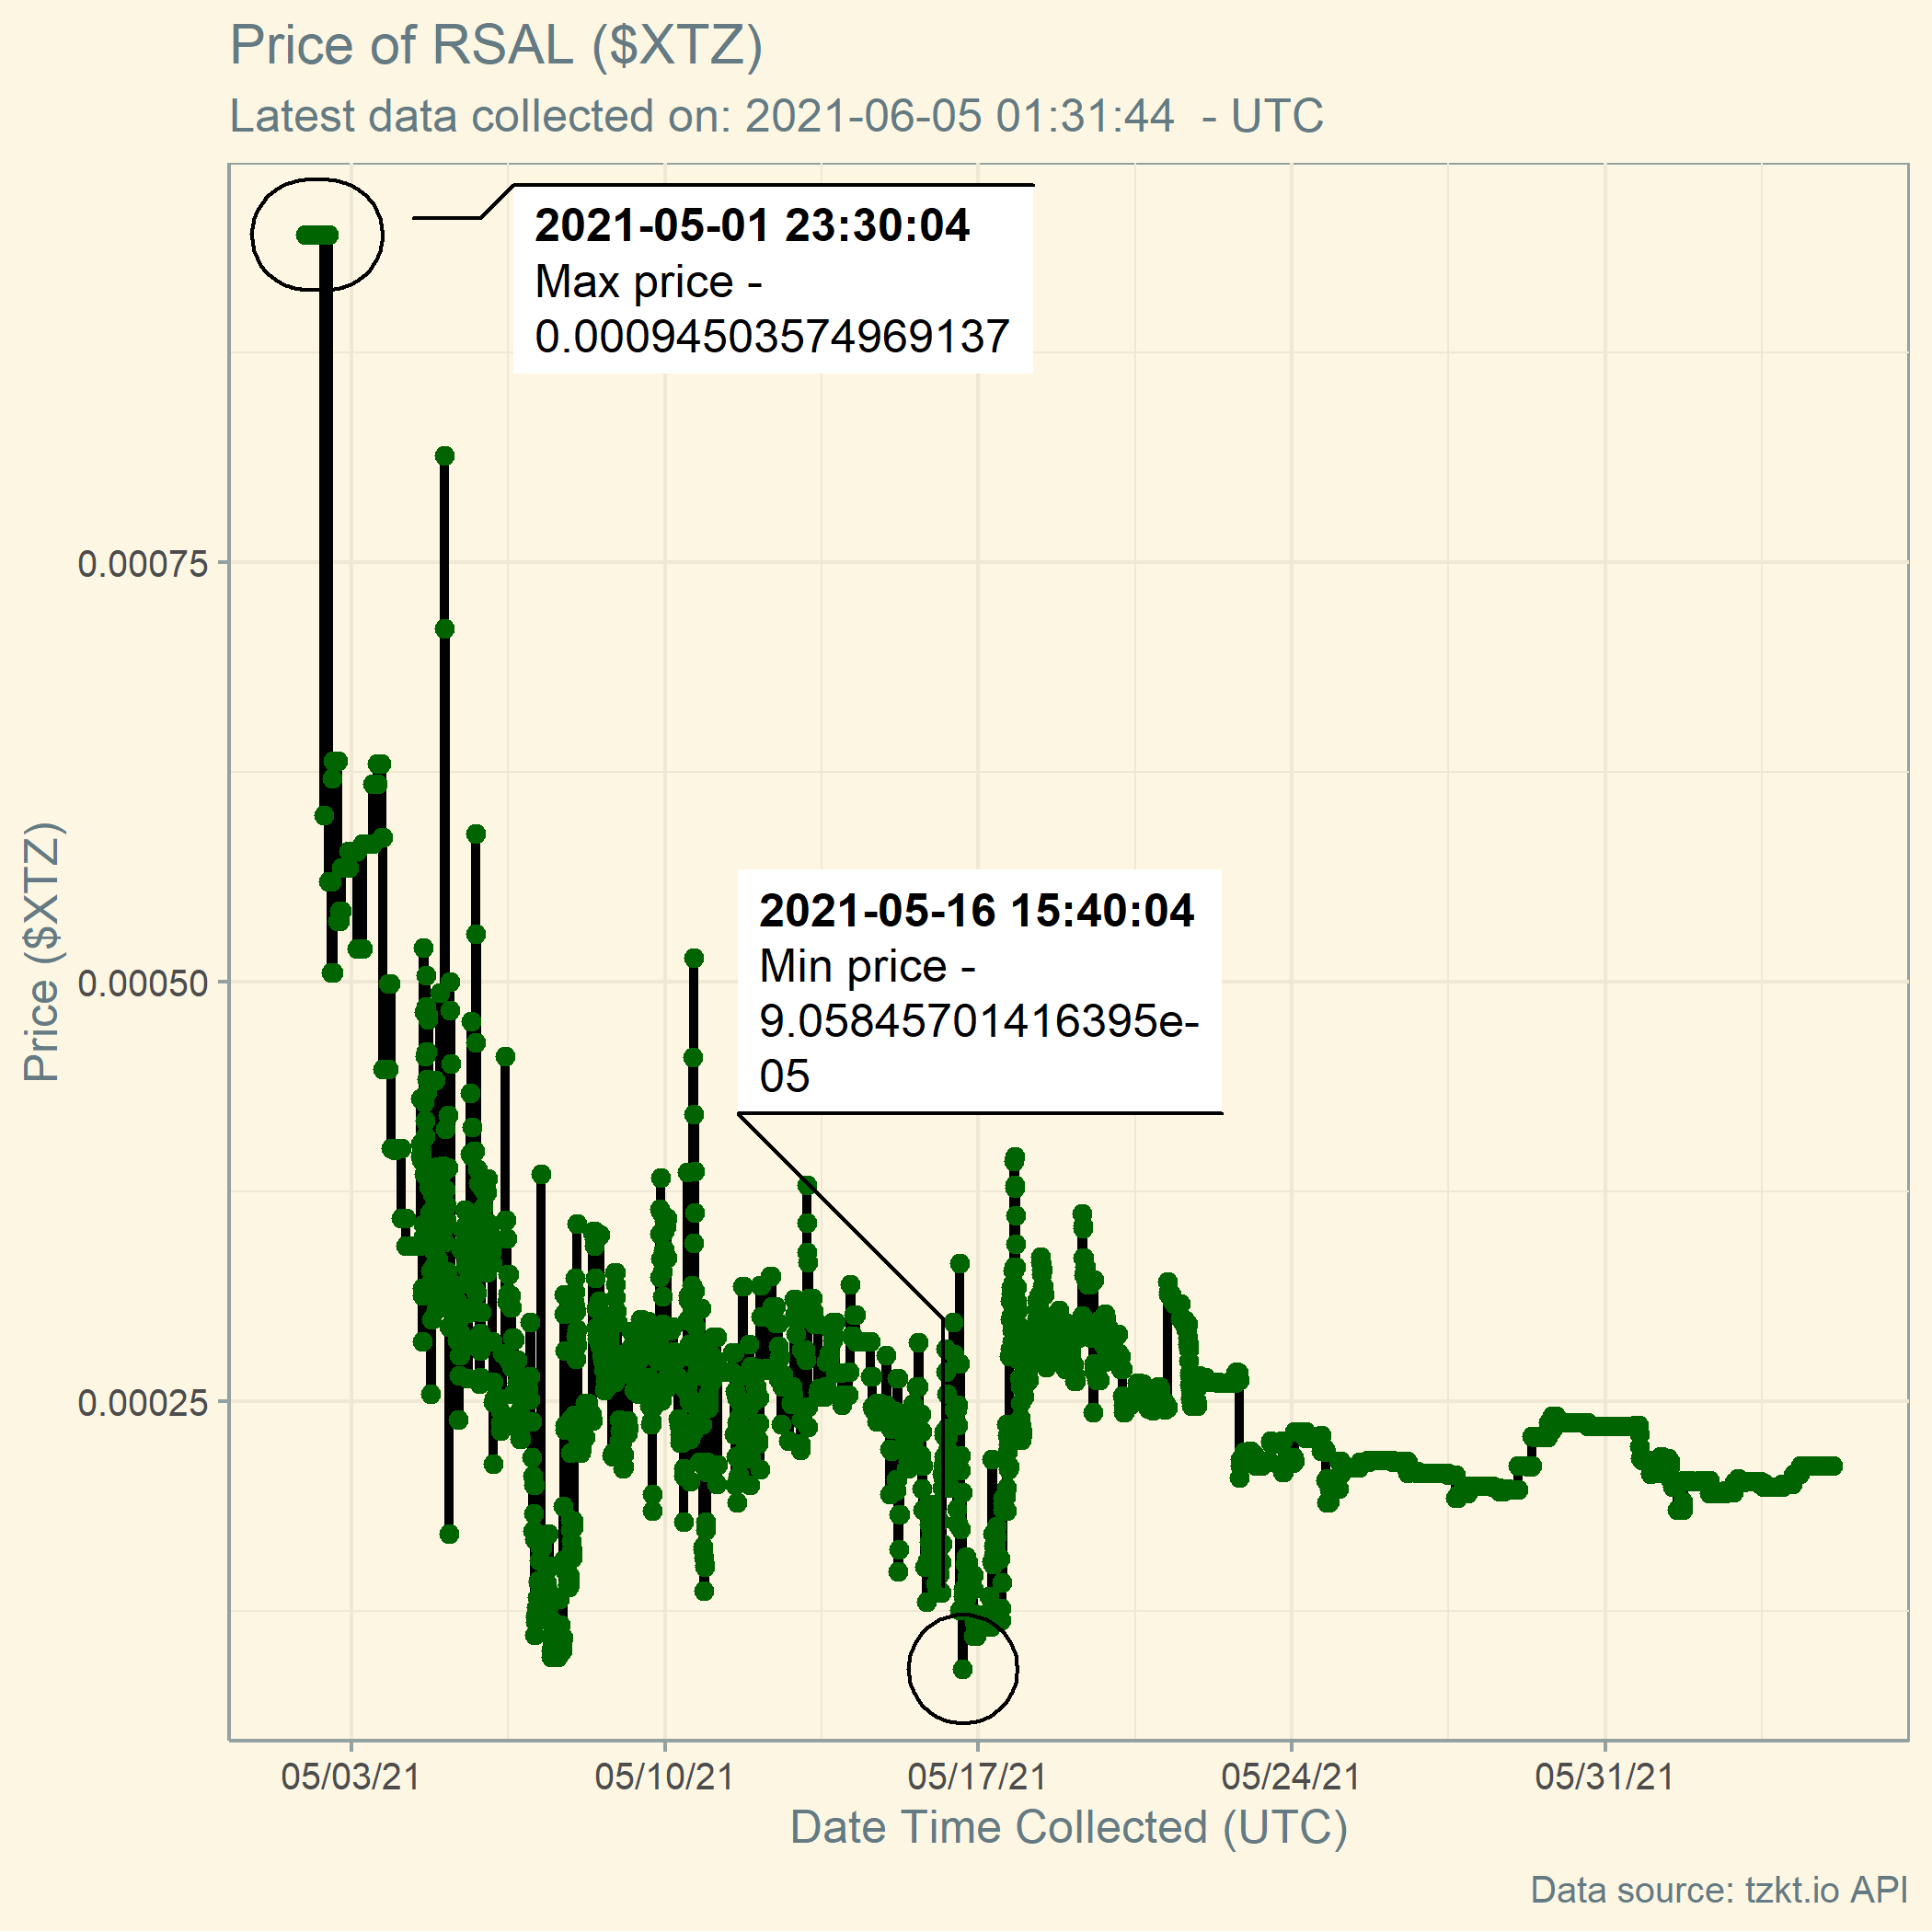 Price of RSAL ($XTZ)
Latest data collected on: 2021-06-05 01:31:44  - UTC
2021-05-01 23:30:04
Max price -
0.00094503574969137
2021-05-16 15:40:04
Min price -
9.05845701416395e-
05
Price ($XTZ)
0.00075
0.00050
0.00025
05/03/21
05/10/21
05/17/21
05/24/21
05/31/21
Date Time Collected (UTC)
Data source: tzkt.io API